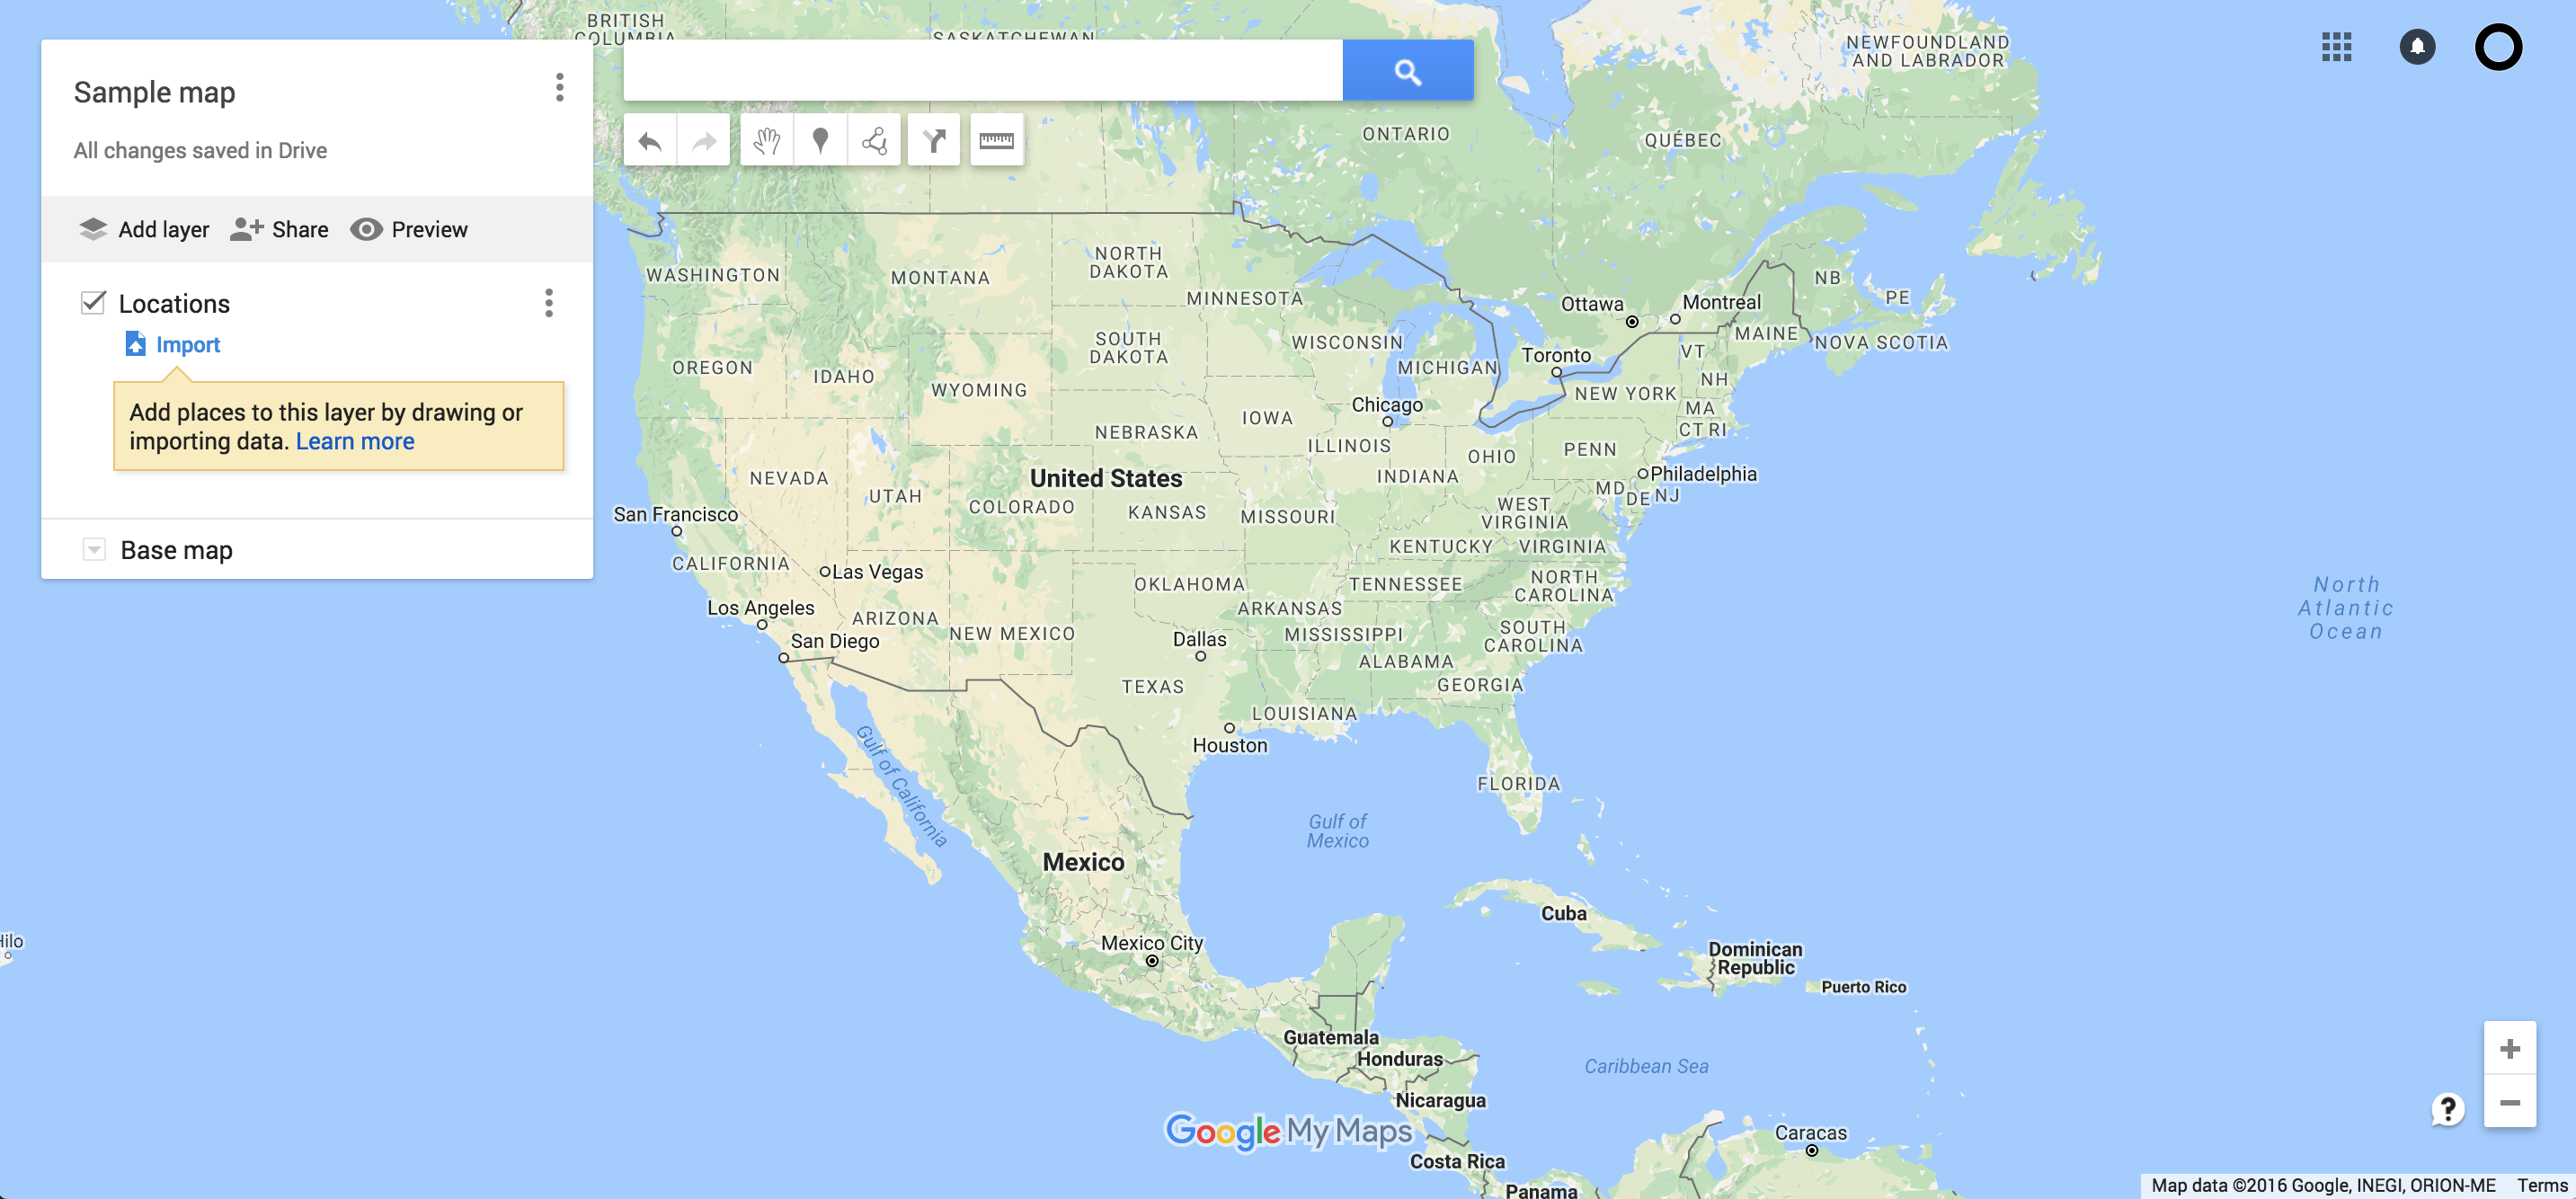 Sample map
All changes saved in Drive
Add layer Share Preview
Locations
Import
Add places to this layer by drawing or
importing data. Learn more
Base map
BRITISH
COLUMBIA
SASKATCHEWAN
NEWFOUNDLAND
AND LABRADOR
ONTARIO
QUÉBEC
WASHINGTON
MONTANA
NORTH
DAKOTA
MINNESOTA
Ottawa
Montreal
NB
PE
MAINE
NOVA SCOTIA
OREGON
IDAHO
WYOMING
SOUTH
DAKOTA
WISCONSIN
MICHIGAN
Toronto
VT
NH
NEW YORK
MA
CT RI
IOWA
Chicago
NEBRASKA
ILLINOIS
INDIANA
OHIO
PENN
Philadelphia
MD
DE
NJ
NEVADA
UTAH
United States
COLORADO
KANSAS
MISSOURI
WEST
VIRGINIA
San Francisco
CALIFORNIA
Las Vegas
KENTUCKY
VIRGINIA
OKLAHOMA
TENNESSEE
NORTH
CAROLINA
Los Angeles
ARIZONA
NEW MEXICO
ARKANSAS
San Diego
Dallas
MISSISSIPPI
SOUTH
CAROLINA
ALABAMA
TEXAS
GEORGIA
LOUISIANA
Houston
FLORIDA
North
Atlantic
Ocean
Gulf of California
Gulf of
Mexico
Mexico
Cuba
Mexico City
Hilo
Dominican
Republic
Puerto Rico
Guatemala
Honduras
Caribbean Sea
Nicaragua
Google My Maps
Caracas
Costa Rica
Panama
Map data ©2016 Google, INEGI, ORION-ME Terms